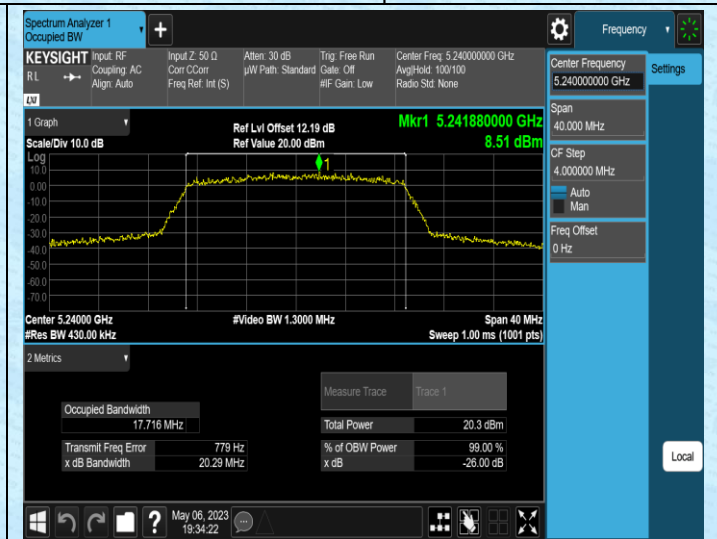 Spectrum Analyzer 1
Occupied BW
+
Frequency
KEYSIGHT
R L
LXI
Input: RF
Coupling: AC
Align: Auto
Input Z: 50 Ω
Corr CCorr
Freq Ref: Int (S)
Atten: 30 dB
µW Path: Standard
Trig: Free Run
Gate: Off
#IF Gain: Low
Center Freq: 5.240000000 GHz
Avg|Hold: 100/100
Radio Std: None
Center Frequency
5.240000000 GHz
Settings
Span
40.000 MHz
CF Step
4.000000 MHz
Auto
Man
Freq Offset
0 Hz
1 Graph
Scale/Div 10.0 dB
Ref Lvl Offset 12.19 dB
Ref Value 20.00 dBm
Mkr1 5.241880000 GHz
8.51 dBm
Log
10.0
0.00
-10.0
-20.0
-30.0
-40.0
-50.0
-60.0
-70.0
1
Center 5.24000 GHz
#Res BW 430.00 kHz
#Video BW 1.3000 MHz
Span 40 MHz
Sweep 1.00 ms (1001 pts)
2 Metrics
Measure Trace
Trace 1
Occupied Bandwidth
17.716 MHz
Total Power
20.3 dBm
Transmit Freq Error
779 Hz
% of OBW Power
99.00 %
x dB Bandwidth
20.29 MHz
x dB
-26.00 dB
Local
?
May 06, 2023
19:34:22